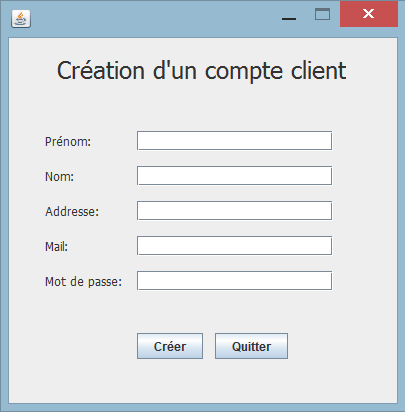 Création d'un compte client
Prénom:
Nom:
Addresse:
Mail:
Mot de passe:
Créer
Quitter